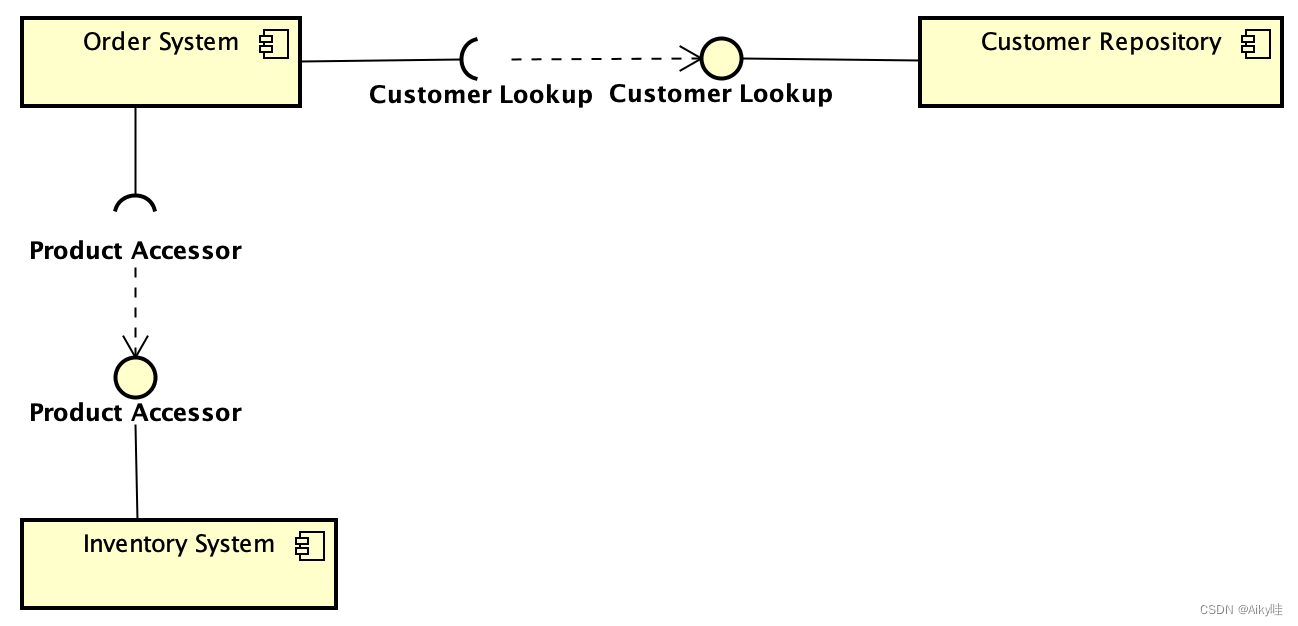 Order System
Customer Repository
Customer Lookup
Customer Lookup
Product Accessor
Product Accessor
Inventory System
CSDN @Aiky哇